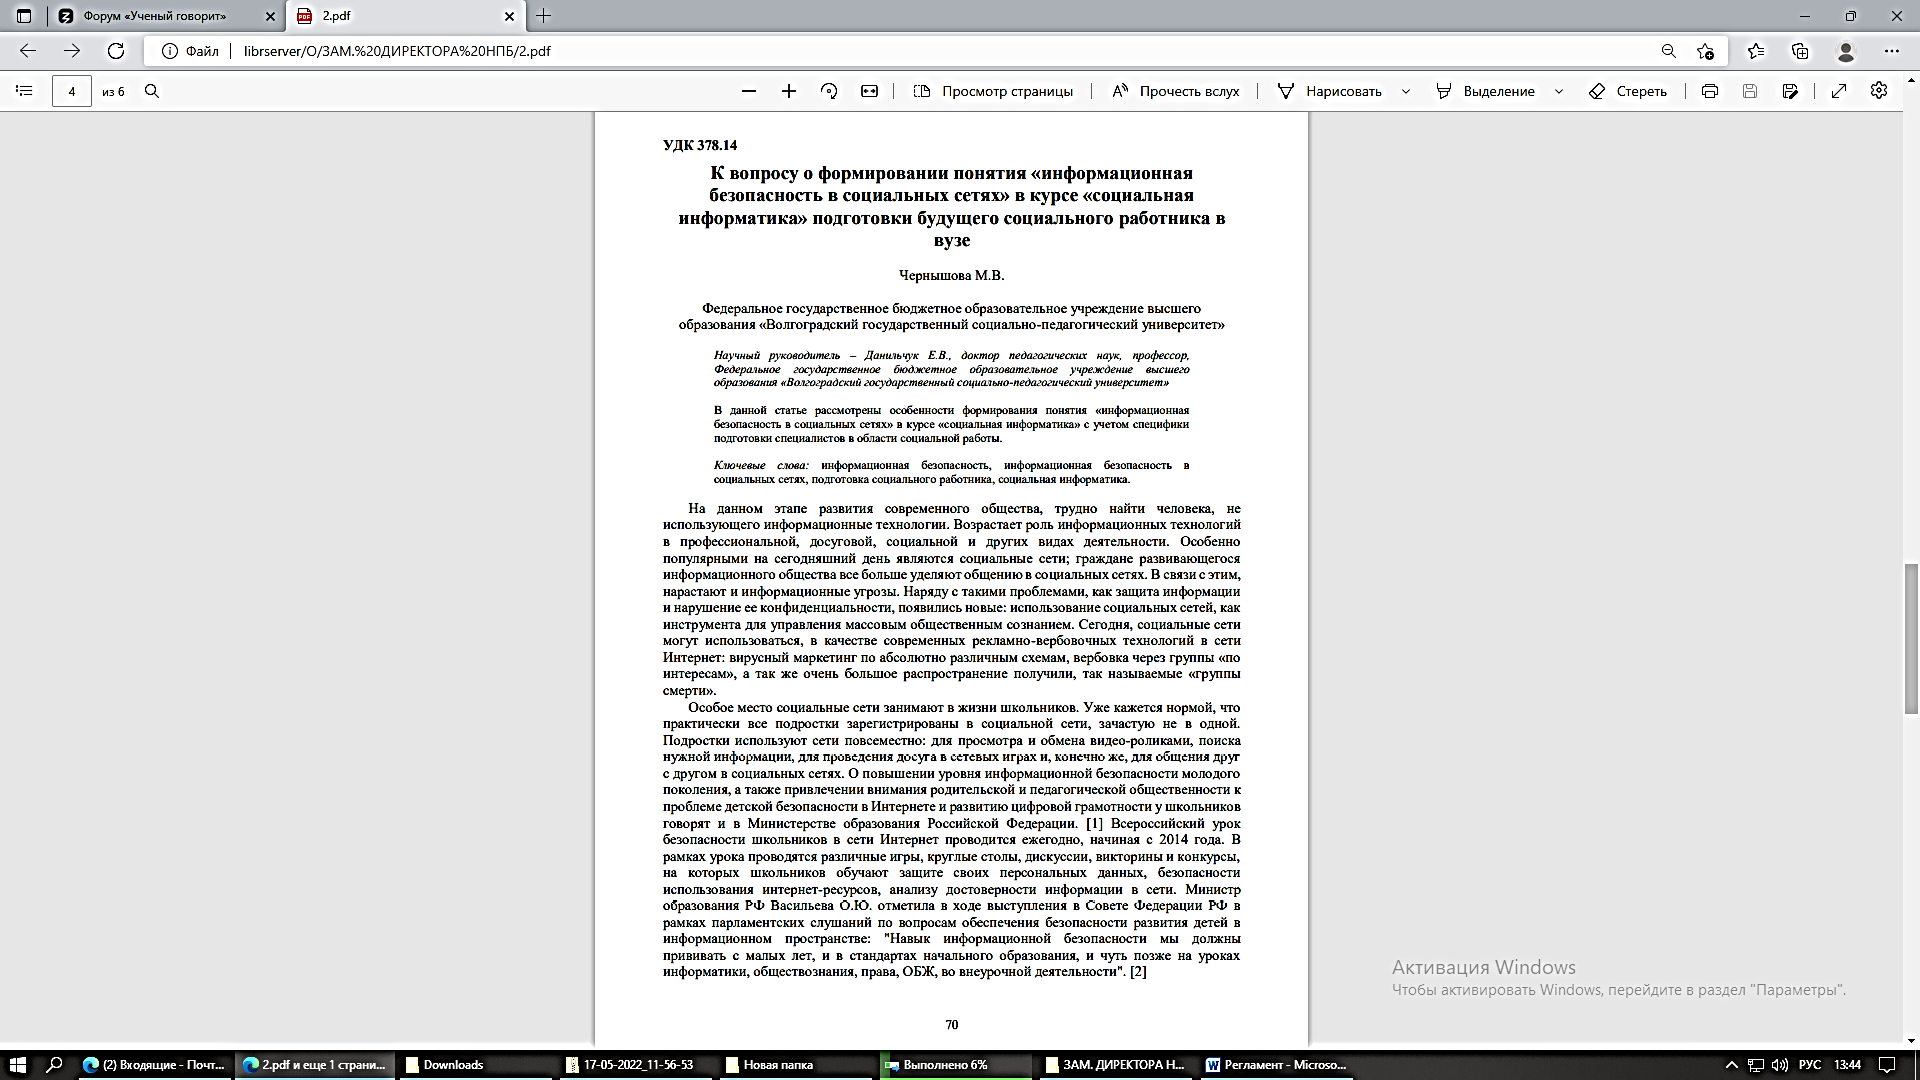 Форум «Ученый говорит»
2.pdf
Файл
librserver/O/ЗАМ.%20ДИРЕКТОРА%20НПБ/2.pdf
4 из 6
Просмотр страницы
Прочесть вслух
Нарисовать
Выделение
Стереть
УДК 378.14
К вопросу о формировании понятия «информационная
безопасность в социальных сетях» в курсе «социальная
информатика» подготовки будущего социального работника в
вузе
Чернышова М.В.
Федеральное государственное бюджетное образовательное учреждение высшего
образования «Волгоградский государственный социально-педагогический университет»
Научный руководитель – Данильчук Е.В., доктор педагогических наук, профессор,
Федеральное государственное бюджетное образовательное учреждение высшего
образования «Волгоградский государственный социально-педагогический университет»
В данной статье рассмотрены особенности формирования понятия «информационная
безопасность в социальных сетях» в курсе «социальная информатика» с учетом специфики
подготовки специалистов в области социальной работы.
Ключевые слова: информационная безопасность, информационная безопасность в
социальных сетях, подготовка социального работника, социальная информатика.
На данном этапе развития современного общества, трудно найти человека, не
использующего информационные технологии. Возрастает роль информационных технологий
в профессиональной, досуговой, социальной и других видах деятельности. Особенно
популярными на сегодняшний день являются социальные сети; граждане развивающегося
информационного общества все больше уделяют общению в социальных сетях. В связи с этим,
нарастают и информационные угрозы. Наряду с такими проблемами, как защита информации
и нарушение ее конфиденциальности, появились новые: использование социальных сетей, как
инструмента для управления массовым общественным сознанием. Сегодня, социальные сети
могут использоваться, в качестве современных рекламно-вербовочных технологий в сети
Интернет: вирусный маркетинг по абсолютно различным схемам, вербовка через группы «по
интересам», а так же очень большое распространение получили, так называемые «группы
смерти».
Особое место социальные сети занимают в жизни школьников. Уже кажется нормой, что
практически все подростки зарегистрированы в социальной сети, зачастую не в одной.
Подростки используют сети повсеместно: для просмотра и обмена видео-роликами, поиска
нужной информации, для проведения досуга в сетевых играх и, конечно же, для общения друг
с другом в социальных сетях. О повышении уровня информационной безопасности молодого
поколения, а также привлечении внимания родительской и педагогической общественности к
проблеме детской безопасности в Интернете и развитию цифровой грамотности у школьников
говорят и в Министерстве образования Российской Федерации. [1] Всероссийский урок
безопасности школьников в сети Интернет проводится ежегодно, начиная с 2014 года. В
рамках урока проводятся различные игры, круглые столы, дискуссии, викторины и конкурсы,
на которых школьников обучают защите своих персональных данных, безопасности
использования интернет-ресурсов, анализу достоверности информации в сети. Министр
образования РФ Васильева О.Ю. отметила в ходе выступления в Совете Федерации РФ в
рамках парламентских слушаний по вопросам обеспечения безопасности развития детей в
информационном пространстве: "Навык информационной безопасности мы должны
прививать с малых лет, и в стандартах начального образования, и чуть позже на уроках
информатики, обществознания, права, ОБЖ, во внеурочной деятельности". [2]
70
Активация Windows
Чтобы активировать Windows, перейдите в раздел "Параметры".
(2) Входящие - Почт...
2.pdf и еще 1 страни...
Downloads
17-05-2022_11-56-53
Новая папка
Выполнено 6%
ЗАМ. ДИРЕКТОРА Н...
Регламент - Microso...
РУС
13:44